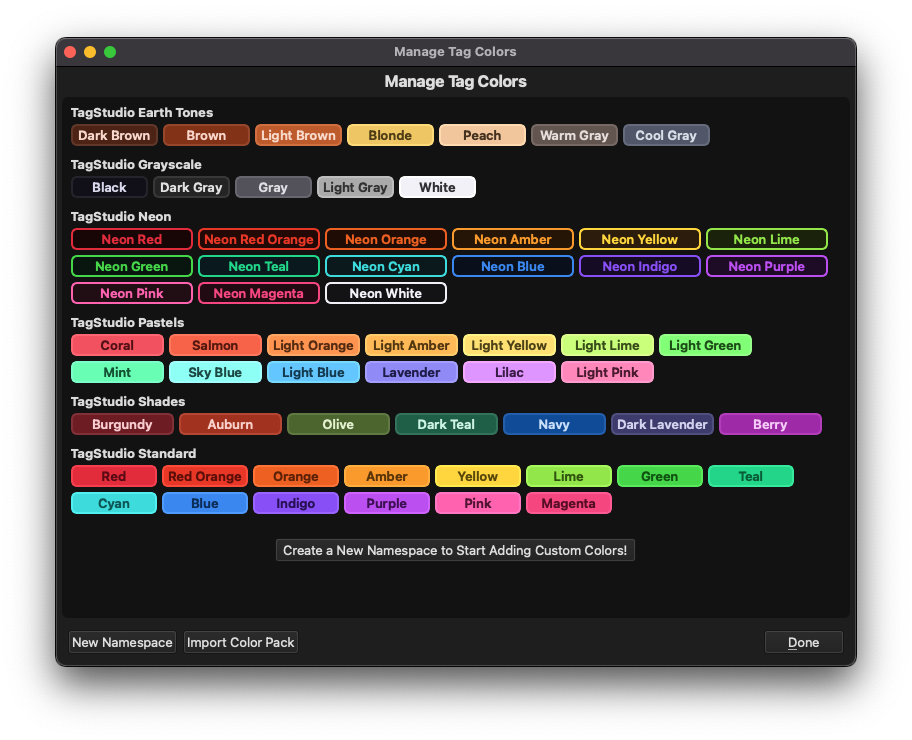 Manage Tag Colors
Manage Tag Colors
TagStudio Earth Tones
Dark Brown Brown Light Brown Blonde Peach Warm Gray Cool Gray
TagStudio Grayscale
Black Dark Gray Gray Light Gray White
TagStudio Neon
Neon Red Neon Red Orange Neon Orange Neon Amber Neon Yellow Neon Lime
Neon Green Neon Teal Neon Cyan Neon Blue Neon Indigo Neon Purple
Neon Pink Neon Magenta Neon White
TagStudio Pastels
Coral Salmon Light Orange Light Amber Light Yellow Light Lime Light Green
Mint Sky Blue Light Blue Lavender Lilac Light Pink
TagStudio Shades
Burgundy Auburn Olive Dark Teal Navy Dark Lavender Berry
TagStudio Standard
Red Red Orange Orange Amber Yellow Lime Green Teal
Cyan Blue Indigo Purple Pink Magenta
Create a New Namespace to Start Adding Custom Colors!
New Namespace Import Color Pack Done